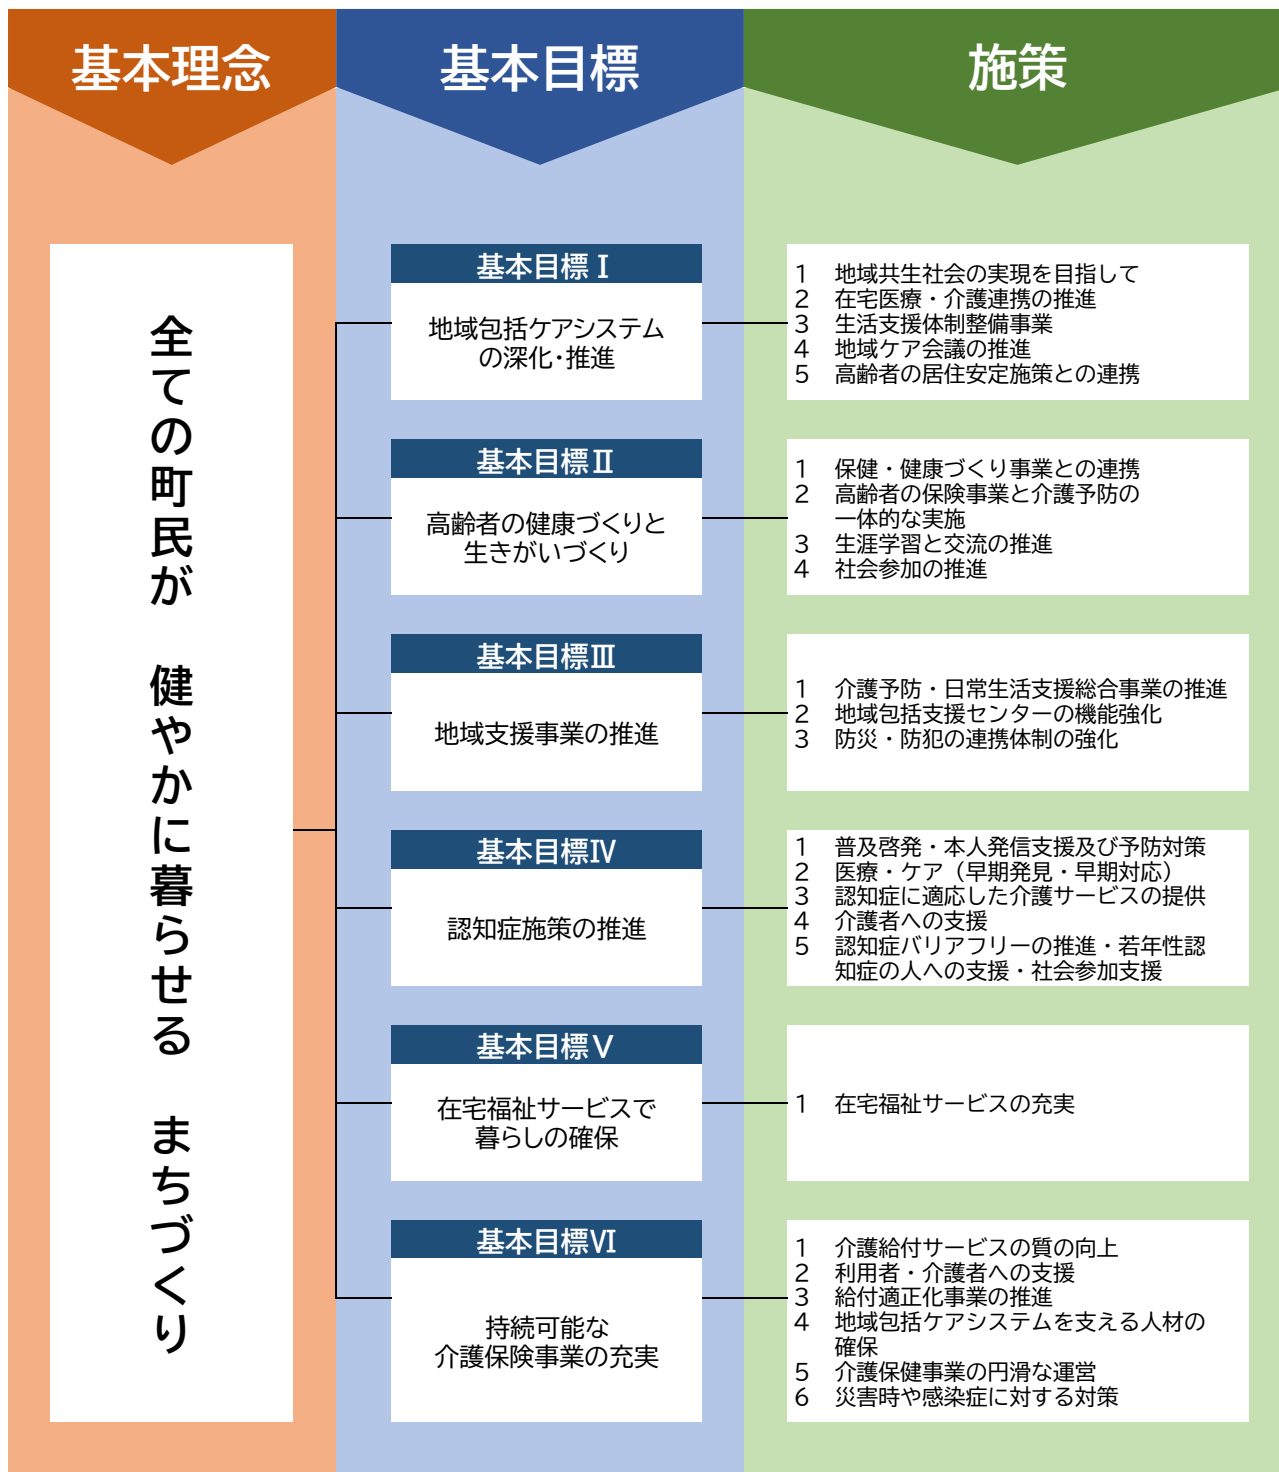 基本理念
基本目標
施策
全ての町民が　健やかに暮らせる　まちづくり
基本目標Ⅰ
地域包括ケアシステム
の深化・推進
1　地域共生社会の実現を目指して
2　在宅医療・介護連携の推進
3　生活支援体制整備事業
4　地域ケア会議の推進
5　高齢者の居住安定施策との連携
基本目標Ⅱ
高齢者の健康づくりと
生きがいづくり
1　保健・健康づくり事業との連携
2　高齢者の保険事業と介護予防の
一体的な実施
3　生涯学習と交流の推進
4　社会参加の推進
基本目標Ⅲ
地域支援事業の推進
1　介護予防・日常生活支援総合事業の推進
2　地域包括支援センターの機能強化
3　防災・防犯の連携体制の強化
基本目標Ⅳ
認知症施策の推進
1　普及啓発・本人発信支援及び予防対策
2　医療・ケア（早期発見・早期対応）
3　認知症に適応した介護サービスの提供
4　介護者への支援
5　認知症バリアフリーの推進・若年性認
知症の人への支援・社会参加支援
基本目標Ⅴ
在宅福祉サービスで
暮らしの確保
1　在宅福祉サービスの充実
基本目標Ⅵ
持続可能な
介護保険事業の充実
1　介護給付サービスの質の向上
2　利用者・介護者への支援
3　給付適正化事業の推進
4　地域包括ケアシステムを支える人材の
確保
5　介護保健事業の円滑な運営
6　災害時や感染症に対する対策